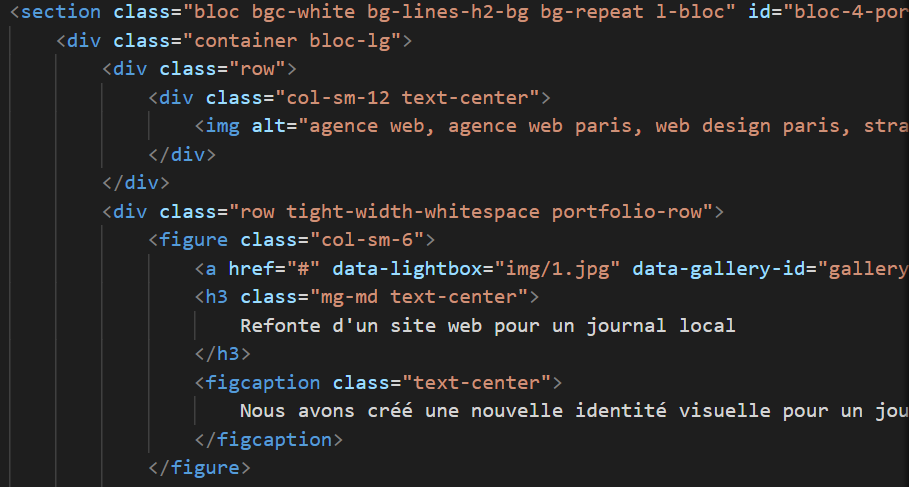 <section class="bloc bgc-white bg-lines-h2-bg bg-repeat l-bloc" id="bloc-4-por
<div class="container bloc-lg">
<div class="row">
<div class="col-sm-12 text-center">
<img alt="agence web, agence web paris, web design paris, stra
</div>
</div>
<div class="row tight-width-whitespace portfolio-row">
<figure class="col-sm-6">
<a href="#" data-lightbox="img/1.jpg" data-gallery-id="gallery
<h3 class="mg-md text-center">
Refonte d'un site web pour un journal local
</h3>
<figcaption class="text-center">
Nous avons créé une nouvelle identité visuelle pour un jou
</figcaption>
</figure>